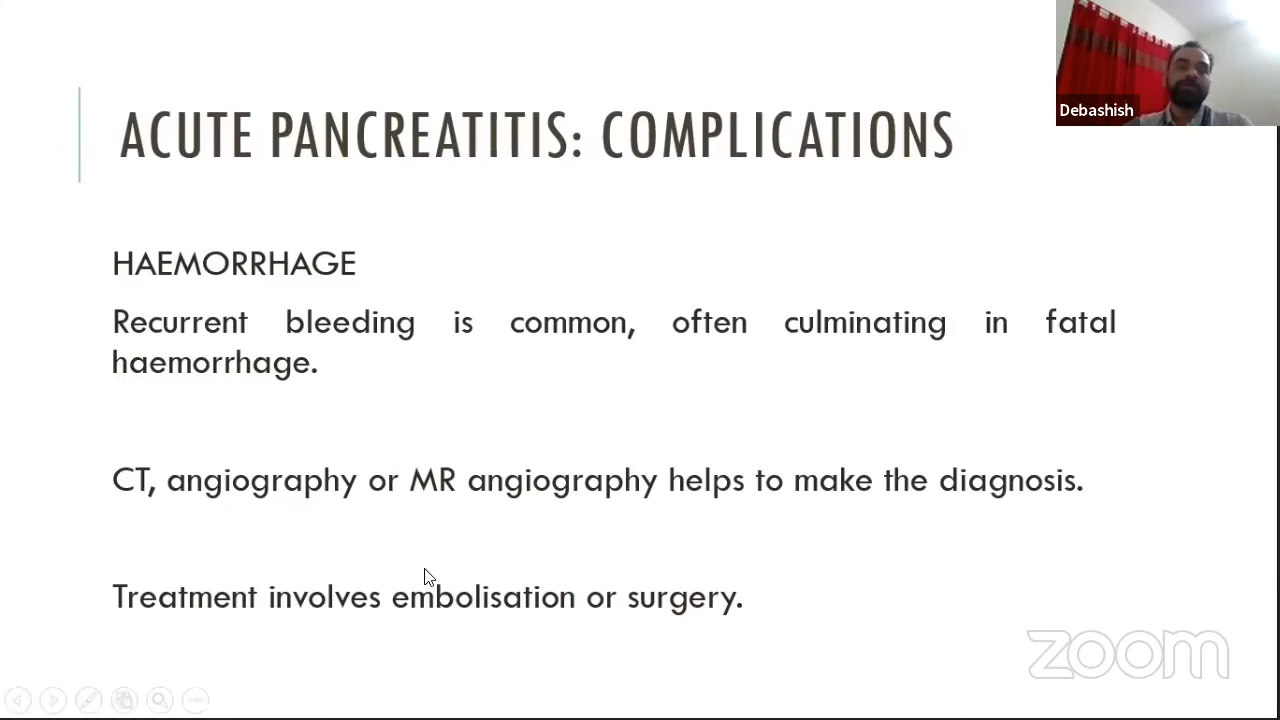 ACUTE PANCREATITIS: COMPLICATIONS
Debashish
HAEMORRHAGE
Recurrent bleeding is common, often culminating in fatal
haemorrhage.
CT, angiography or MR angiography helps to make the diagnosis.
Treatment involves embolisation or surgery.
zoom